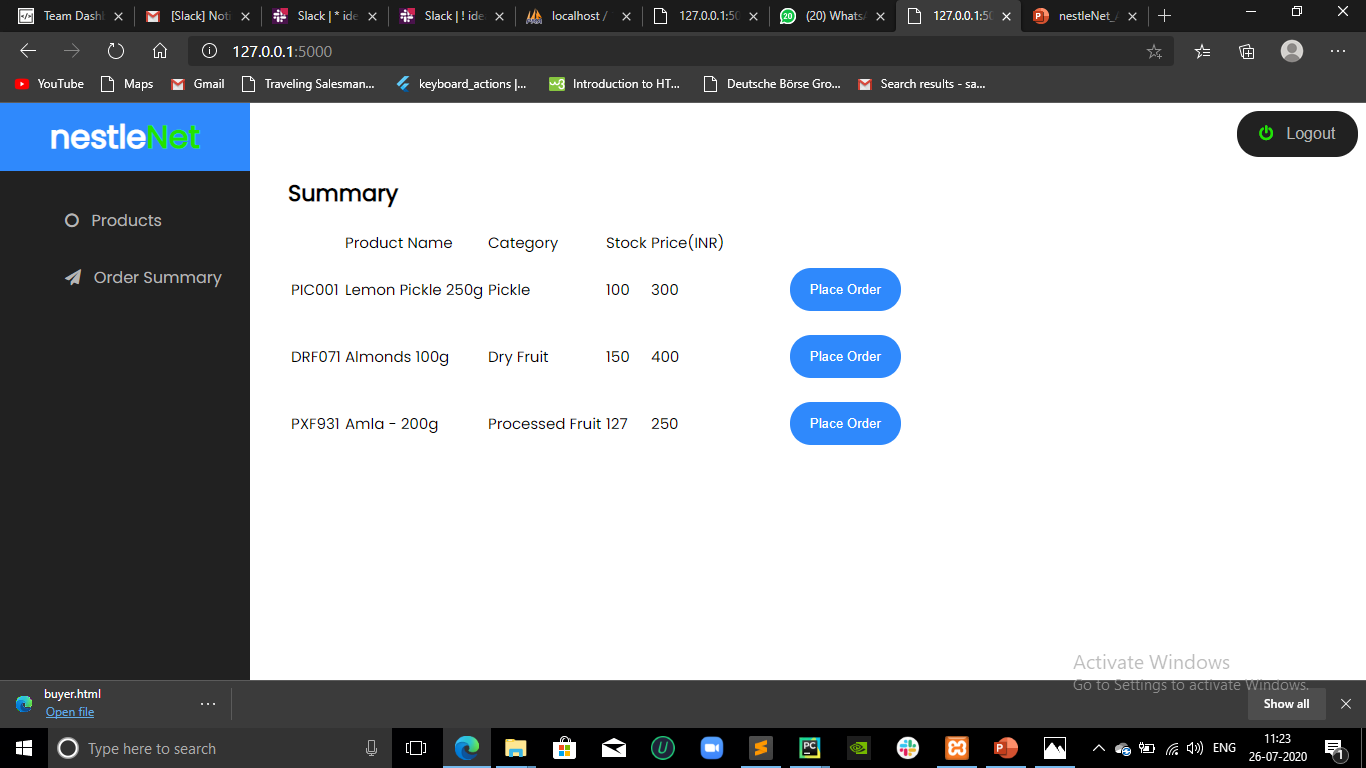 Team Dashl
[Slack] Noti
Slack | * ide
Slack | ! ide
localhost /
127.0.0.1:50
(20) Whats
127.0.0.1:50
nestleNet_
127.0.0.1:5000
YouTube
Maps
Gmail
Traveling Salesman...
keyboard_actions |...
Introduction to HT...
Deutsche Börse Gro...
Search results - sa...
nestleNet
Logout
Products
Order Summary
Summary
Product Name Category Stock Price(INR)
PIC001 Lemon Pickle 250g Pickle 100 300 Place Order
DRF071 Almonds 100g Dry Fruit 150 400 Place Order
PXF931 Amla - 200g Processed Fruit 127 250 Place Order
Activate Windows
Go to Settings to activate Windows.
buyer.html
Open file
Show all
Type here to search
ENG
11:23
26-07-2020